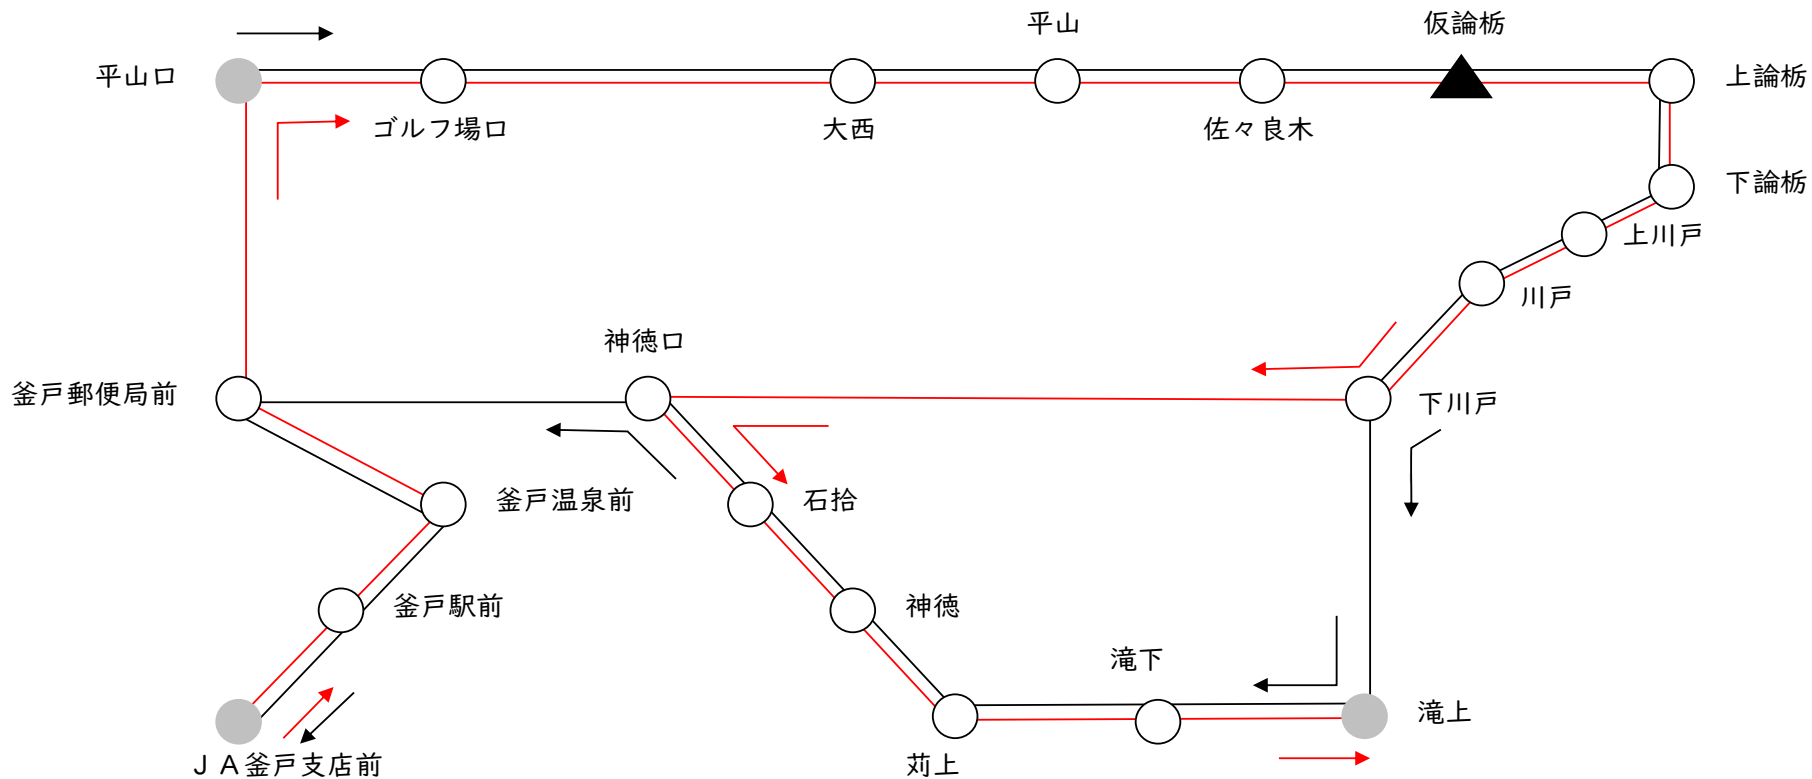 平山
仮論栃
平山口
上論栃
ゴルフ場口
大西
佐々良木
下論栃
上川戸
川戸
神徳口
釜戸郵便局前
下川戸
釜戸温泉前
石拾
釜戸駅前
神徳
滝下
滝上
ＪＡ釜戸支店前
苅上